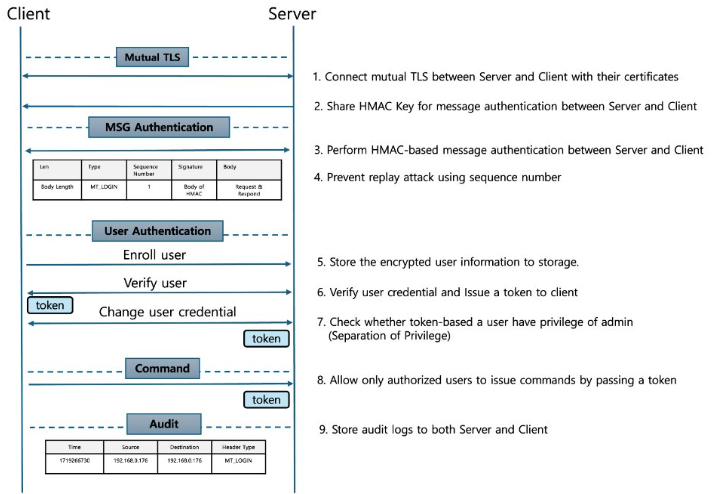 Client
Server
Mutual TLS
1. Connect mutual TLS between Server and Client with their certificates
2. Share HMAC Key for message authentication between Server and Client
MSG Authentication
3. Perform HMAC-based message authentication between Server and Client
Len Type Sequence Number Signature Body
Body Length MT_LOGIN 1 Body of HMAC Request & Respond
4. Prevent replay attack using sequence number
User Authentication
Enroll user
5. Store the encrypted user information to storage.
Verify user
6. Verify user credential and Issue a token to client
token
Change user credential
7. Check whether token-based a user have privilege of admin
(Separation of Privilege)
token
Command
8. Allow only authorized users to issue commands by passing a token
token
Audit
9. Store audit logs to both Server and Client
Time Source Destination Header Type
1719266730 192.168.0.176 192.168.0.176 MT_LOGIN